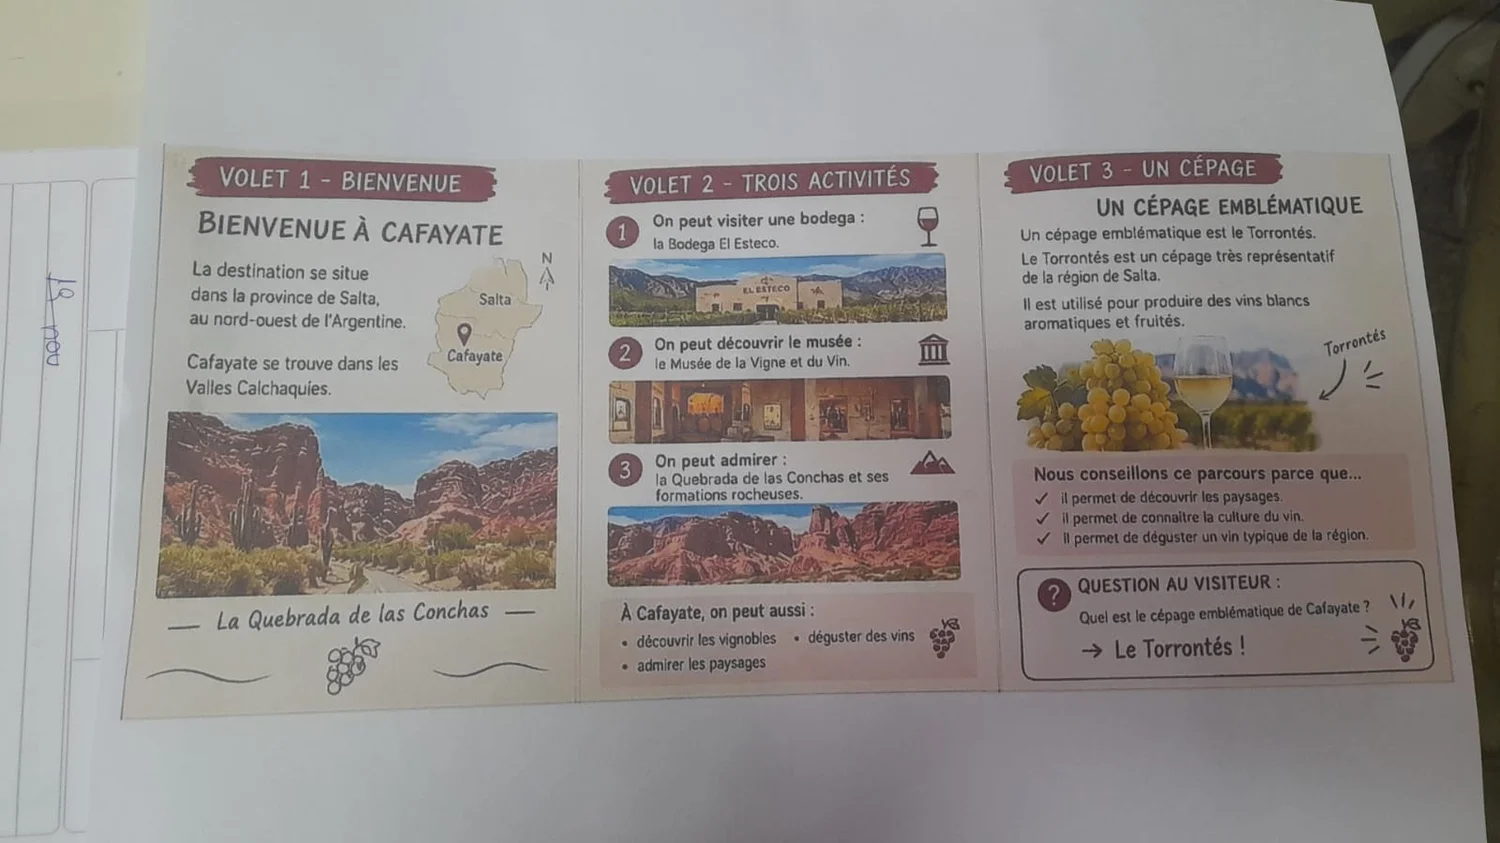 VOLET 1 - BIENVENUE
BIENVENUE À CAFAYATE
La destination se situe
dans la province de Salta,
au nord-ouest de l'Argentine.
Cafayate se trouve dans les
Valles Calchaquíes.
N
Salta
Cafayate
La Quebrada de las Conchas
VOLET 2 - TROIS ACTIVITÉS
1 On peut visiter une bodega :
la Bodega El Esteco.
EL ESTECO
2 On peut découvrir le musée :
le Musée de la Vigne et du Vin.
3 On peut admirer :
la Quebrada de las Conchas et ses
formations rocheuses.
À Cafayate, on peut aussi :
• découvrir les vignobles • déguster des vins
• admirer les paysages
VOLET 3 - UN CÉPAGE
UN CÉPAGE EMBLÉMATIQUE
Un cépage emblématique est le Torrontés.
Le Torrontés est un cépage très représentatif
de la région de Salta.
Il est utilisé pour produire des vins blancs
aromatiques et fruités.
Torrontés
Nous conseillons ce parcours parce que...
✓ il permet de découvrir les paysages.
✓ il permet de connaître la culture du vin.
✓ il permet de déguster un vin typique de la région.
? QUESTION AU VISITEUR :
Quel est le cépage emblématique de Cafayate ?
→ Le Torrontés !